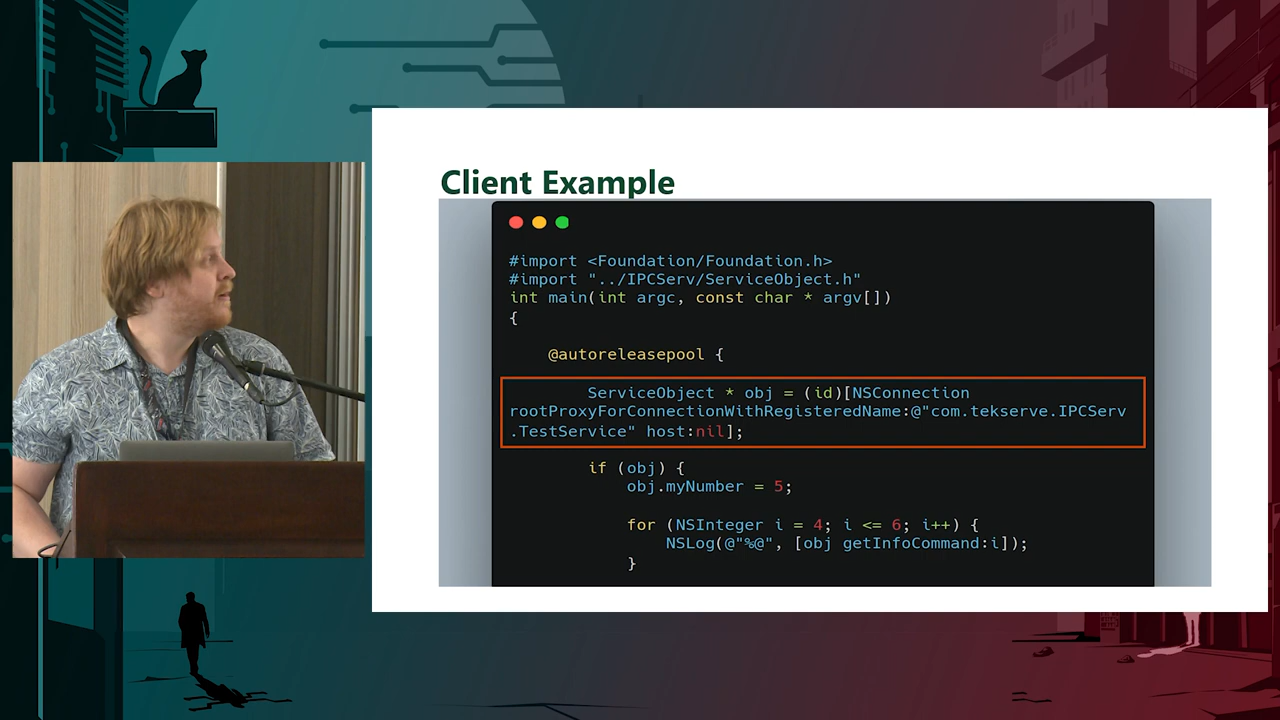 Client Example
#import <Foundation/Foundation.h>
#import "../IPCServ/ServiceObject.h"
int main(int argc, const char * argv[])
{
@autoreleasepool {
ServiceObject * obj = (id)[NSConnection
rootProxyForConnectionWithRegisteredName:@"com.tekserve.IPCServ
.TestService" host:nil];
if (obj) {
obj.myNumber = 5;
for (NSInteger i = 4; i <= 6; i++) {
NSLog(@"%@", [obj getInfoCommand:i]);
}